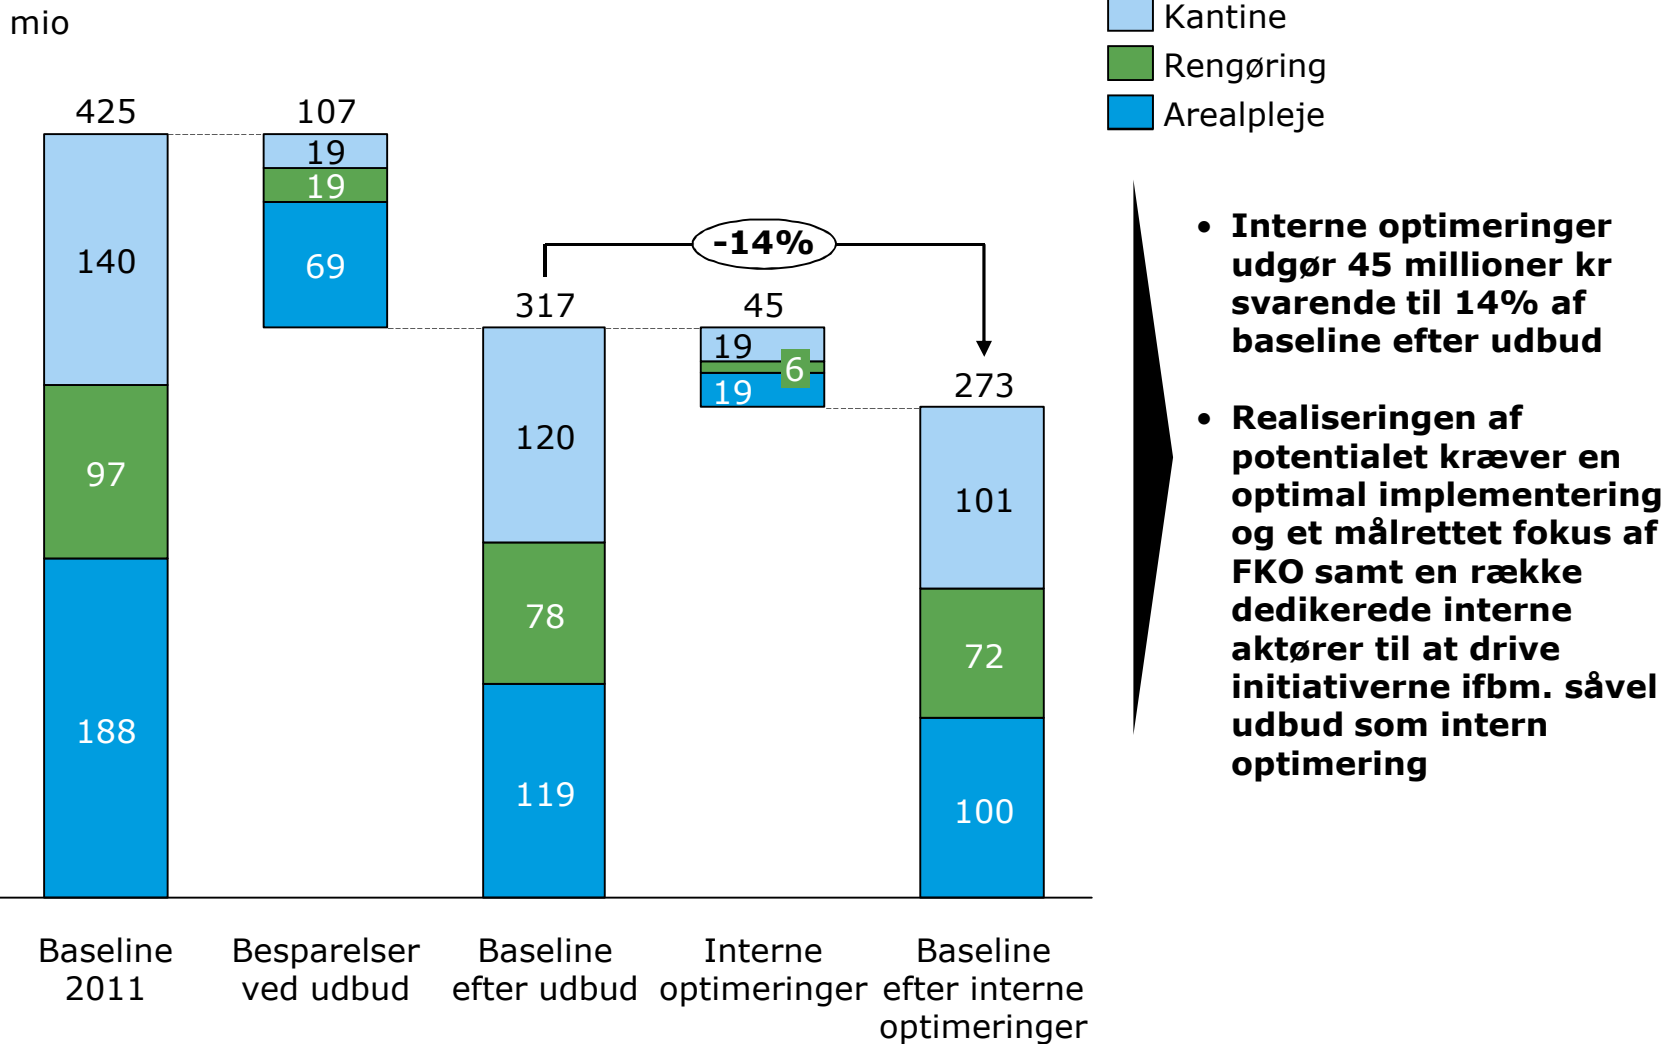 mio
Kantine
Rengøring
Arealpleje
425
107
19
19
69
140
97
188
-14%
317
120
78
119
45
19
6
19
273
101
72
100
Baseline
2011
Besparelser
ved udbud
Baseline
efter udbud
Interne
optimeringer
Baseline
efter interne
optimeringer
• Interne optimeringer
udgør 45 millioner kr
svarende til 14% af
baseline efter udbud
• Realiseringen af
potentialet kræver en
optimal implementering
og et målrettet fokus af
FKO samt en række
dedikerede interne
aktører til at drive
initiativerne ifbm. såvel
udbud som intern
optimering